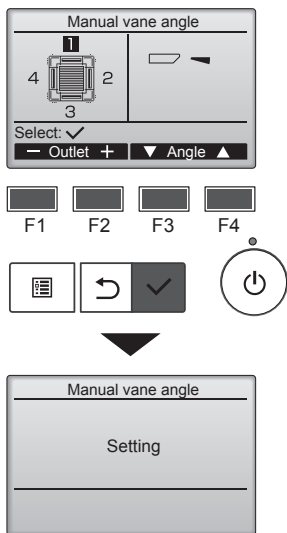 Manual vane angle
1
4 2
3
Select:
− Outlet + ▼ Angle ▲
F1 F2 F3 F4
Manual vane angle
Setting